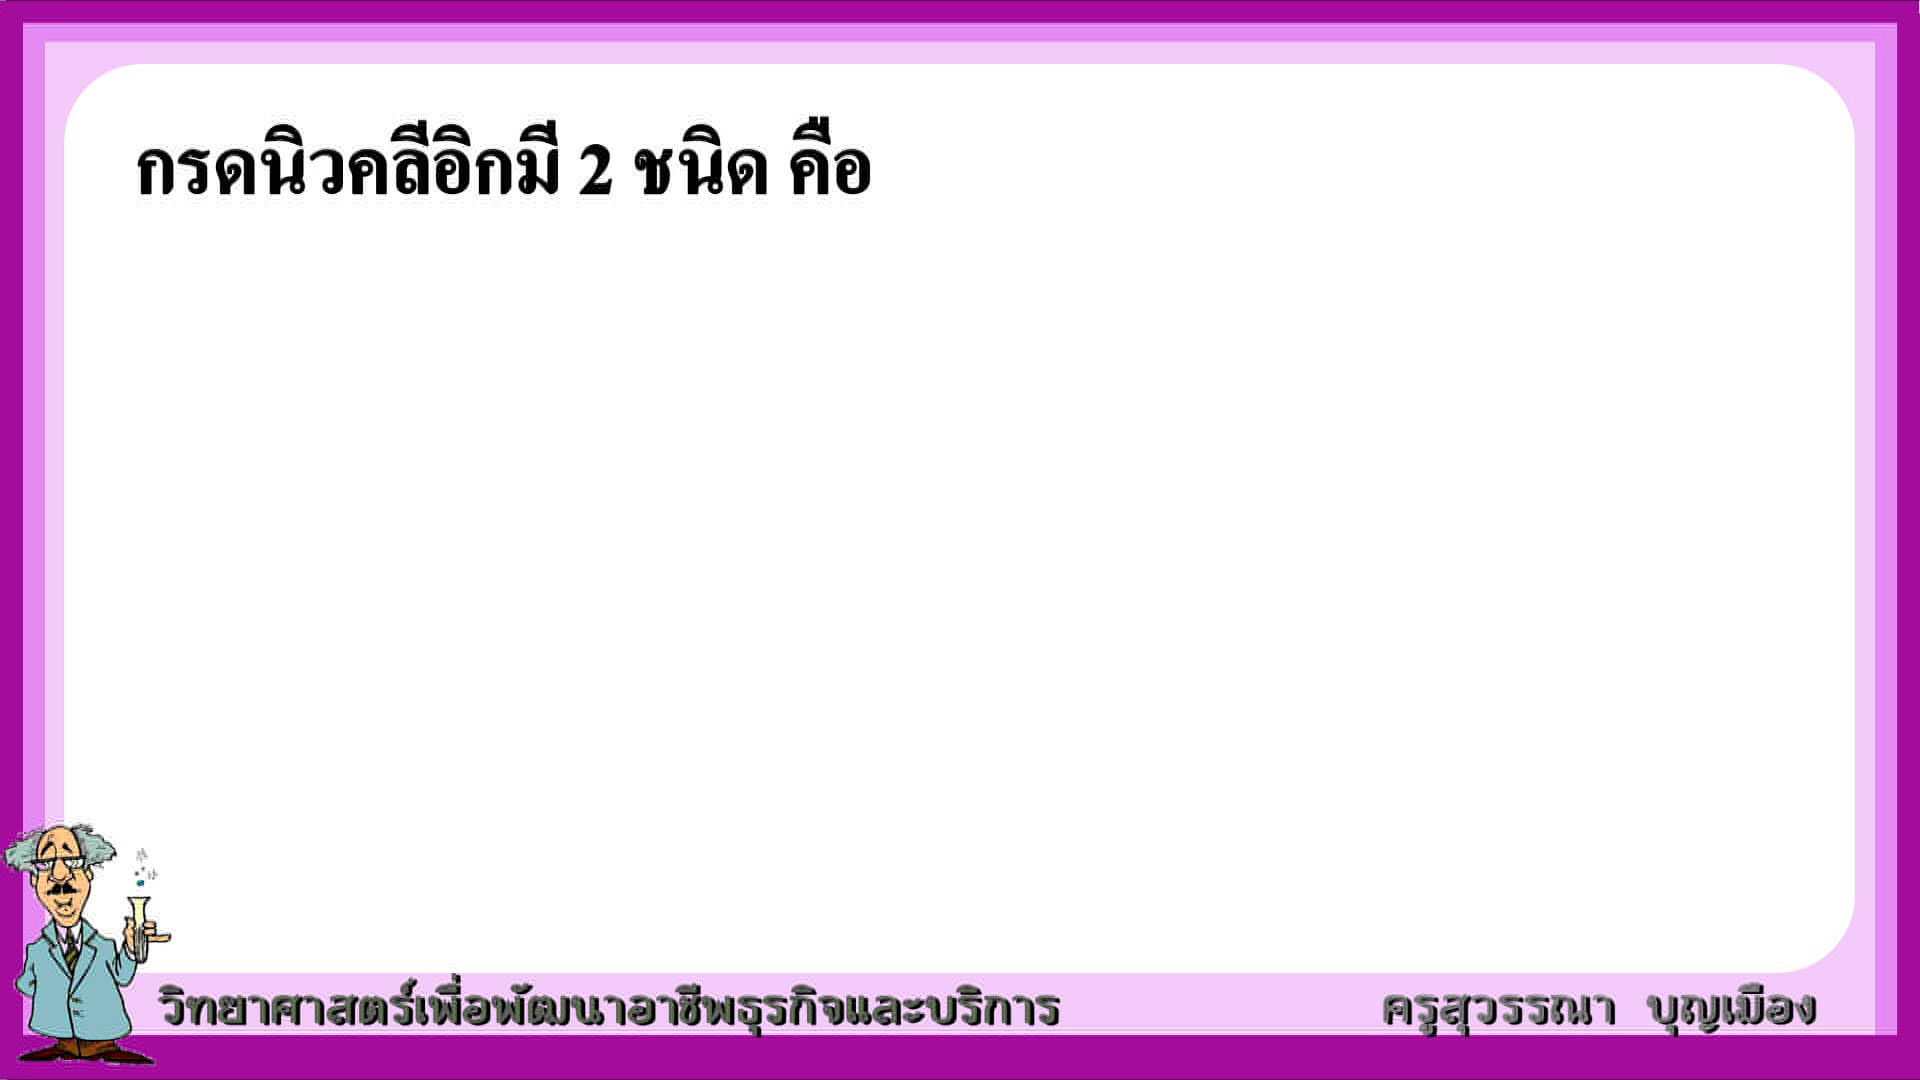 กรดนิวคลีอิกมี 2 ชนิด คือ
วิทยาศาสตร์เพื่อพัฒนาอาชีพธุรกิจและบริการ
ครูสุวรรณา บุญเมือง